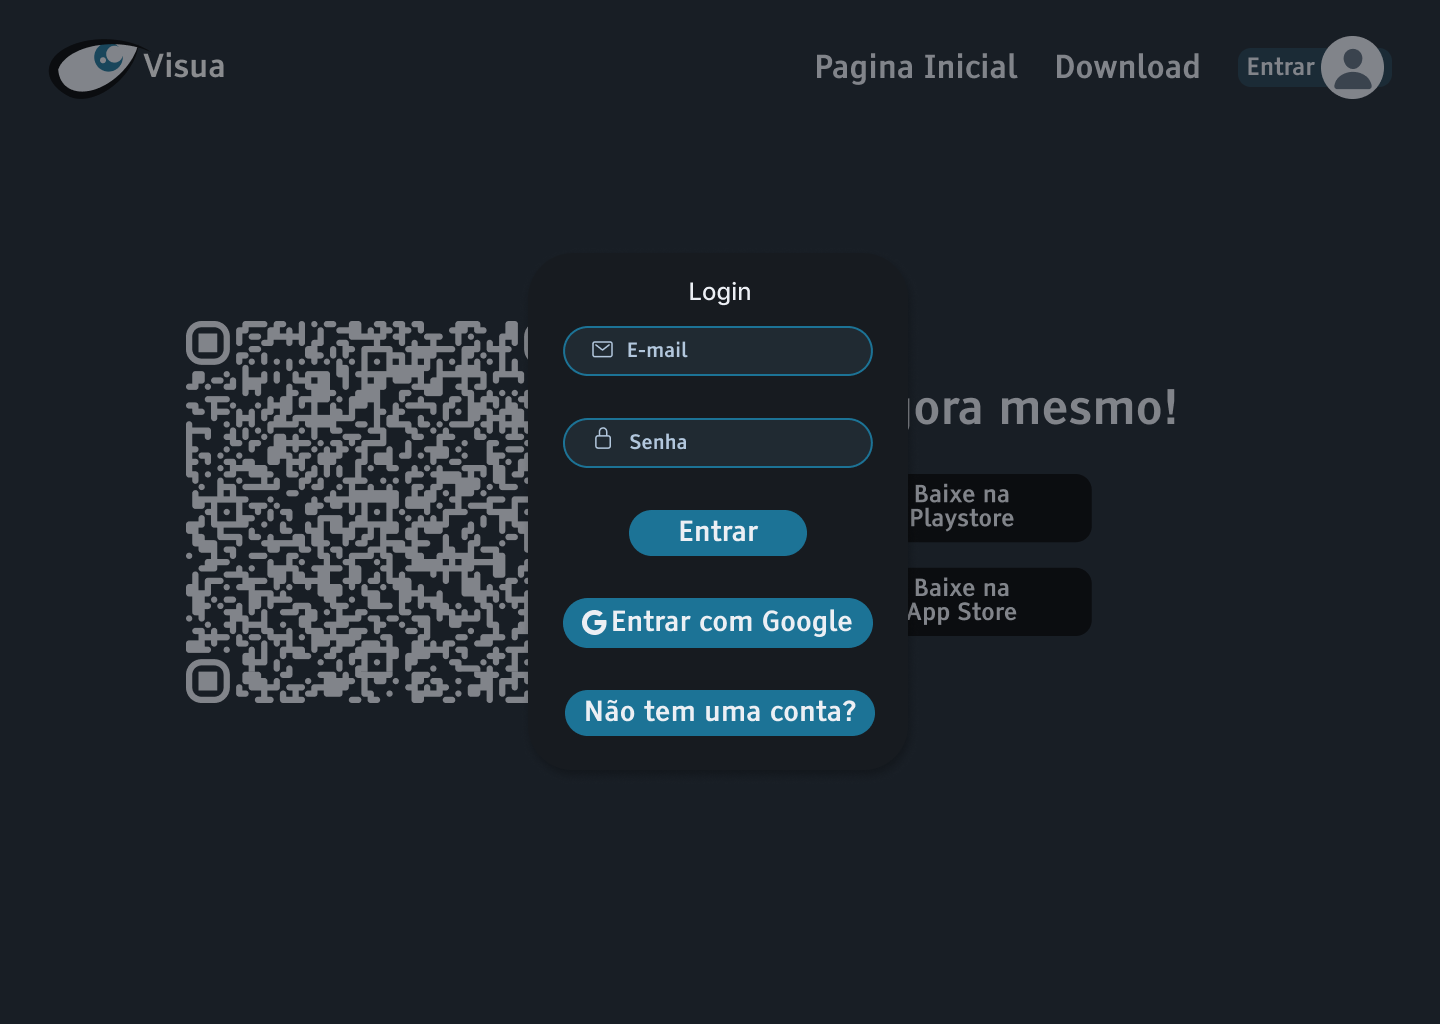 Visua
Pagina Inicial
Download
Entrar
Login
E-mail
Senha
Entrar
Entrar com Google
Não tem uma conta?
mesmo!
Baixe na
Playstore
Baixe na
App Store